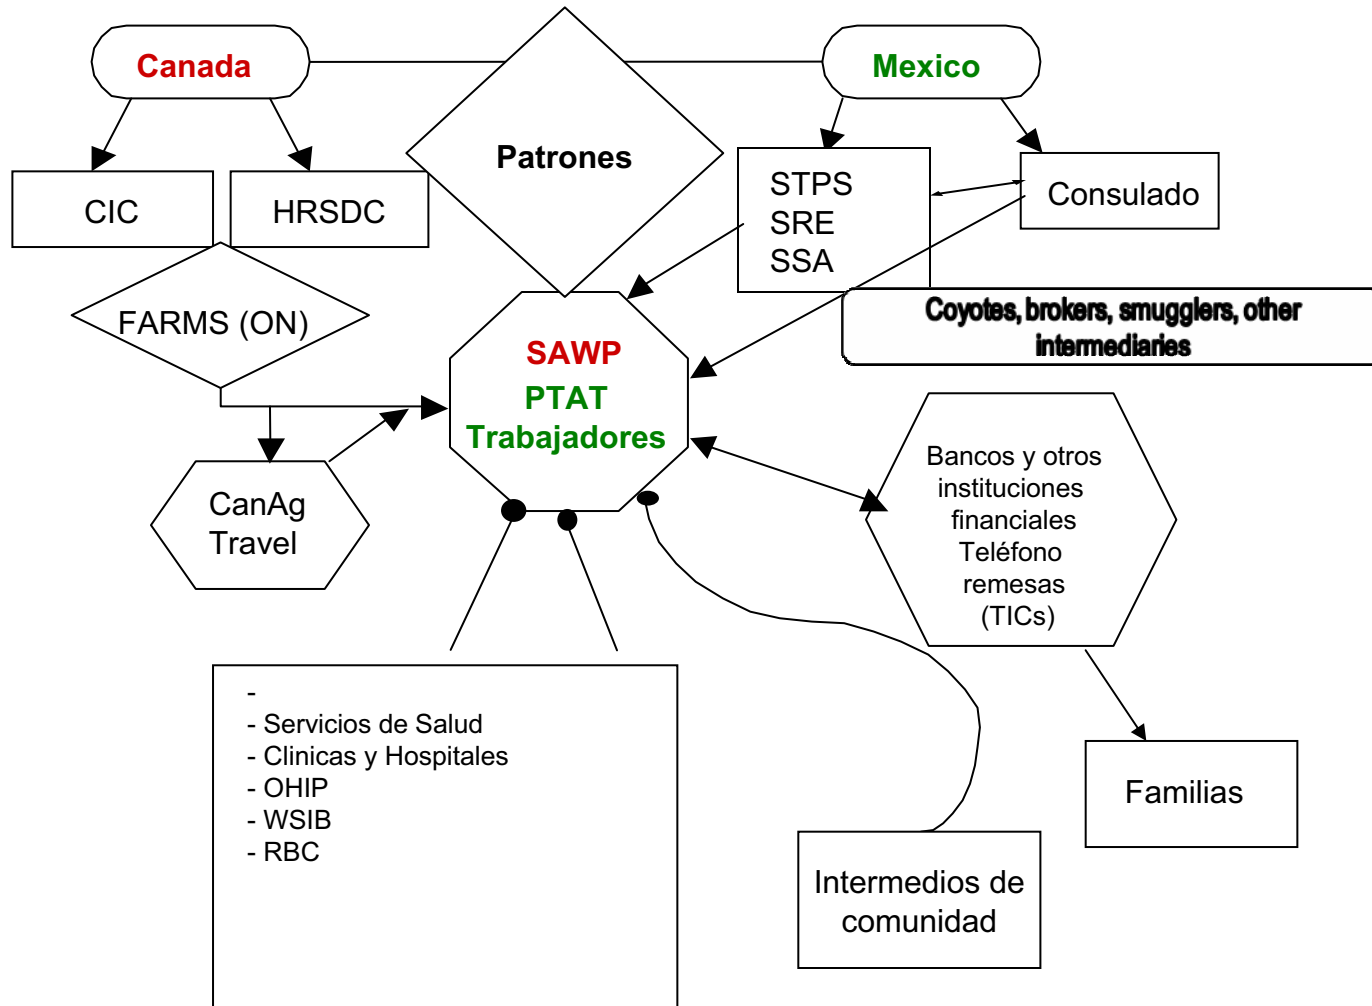 Canada
Mexico
Patrones
CIC
HRSDC
STPS
SRE
SSA
Consulado
FARMS (ON)
Coyotes, brokers, smugglers, other
intermediaries
SAWP
PTAT
Trabajadores
CanAg
Travel
Bancos y otros
instituciones
financiales
Teléfono
remesas
(TICs)
-
- Servicios de Salud
- Clinicas y Hospitales
- OHIP
- WSIB
- RBC
Familias
Intermedios de
comunidad